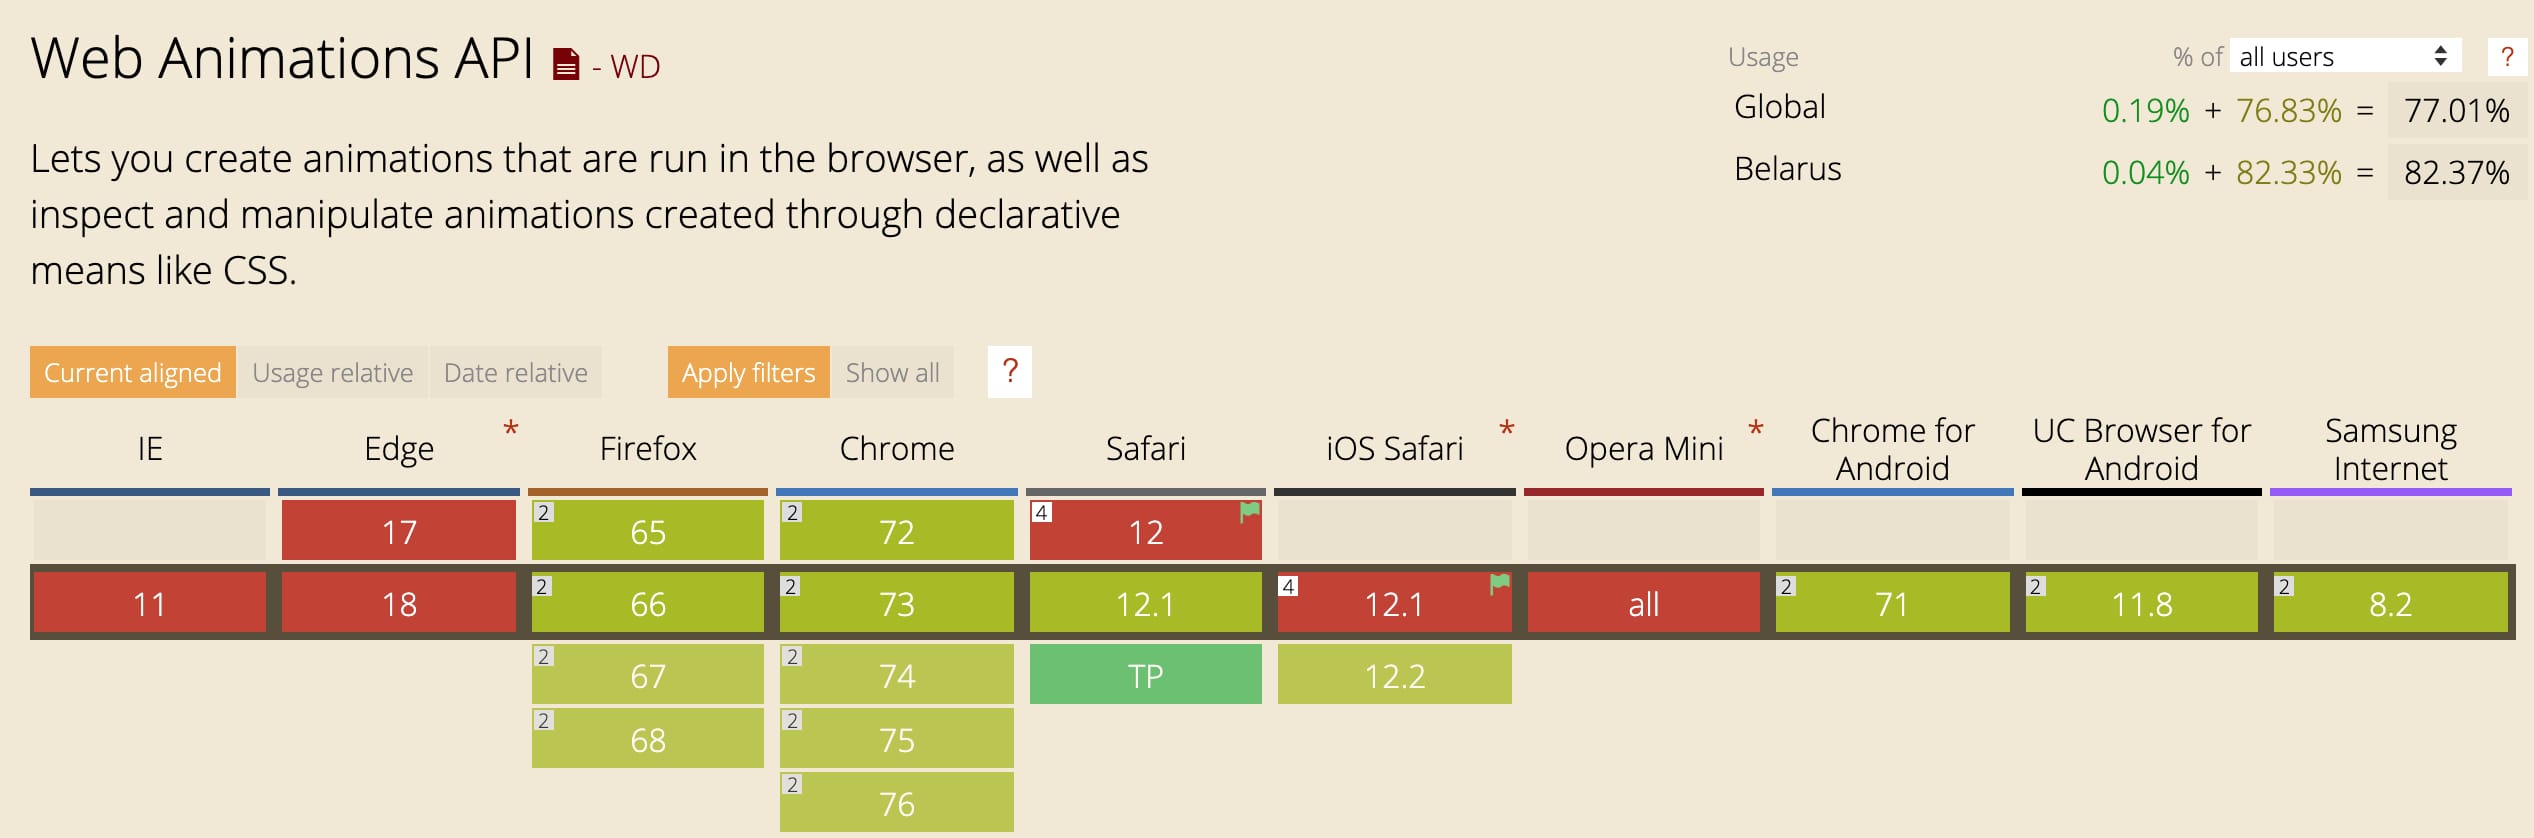 Web Animations API - WD
Usage % of all users ?
Global 0.19% + 76.83% = 77.01%
Belarus 0.04% + 82.33% = 82.37%
Lets you create animations that are run in the browser, as well as
inspect and manipulate animations created through declarative
means like CSS.
Current aligned Usage relative Date relative Apply filters Show all ?
IE Edge * Firefox Chrome Safari iOS Safari * Opera Mini * Chrome for Android UC Browser for Android Samsung Internet
17 2 65 2 72 4 12
11 18 2 66 2 73 12.1 4 12.1 all 2 71 2 11.8 2 8.2
2 67 2 74 TP 12.2
2 68 2 75
2 76